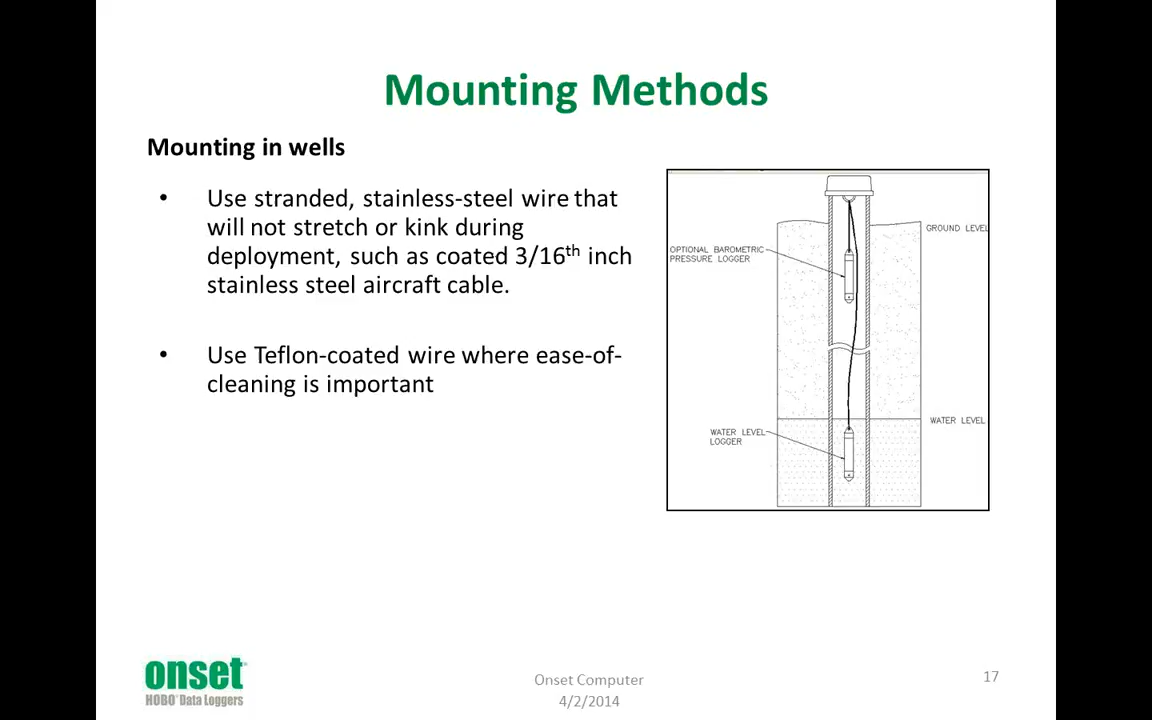 Mounting Methods
Mounting in wells
• Use stranded, stainless-steel wire that
will not stretch or kink during
deployment, such as coated 3/16th inch
stainless steel aircraft cable.
• Use Teflon-coated wire where ease-of-
cleaning is important
GROUND LEVEL
OPTIONAL BAROMETRIC
PRESSURE LOGGER
WATER LEVEL
WATER LEVEL
LOGGER
onset
HOBO® Data Loggers
Onset Computer
4/2/2014
17